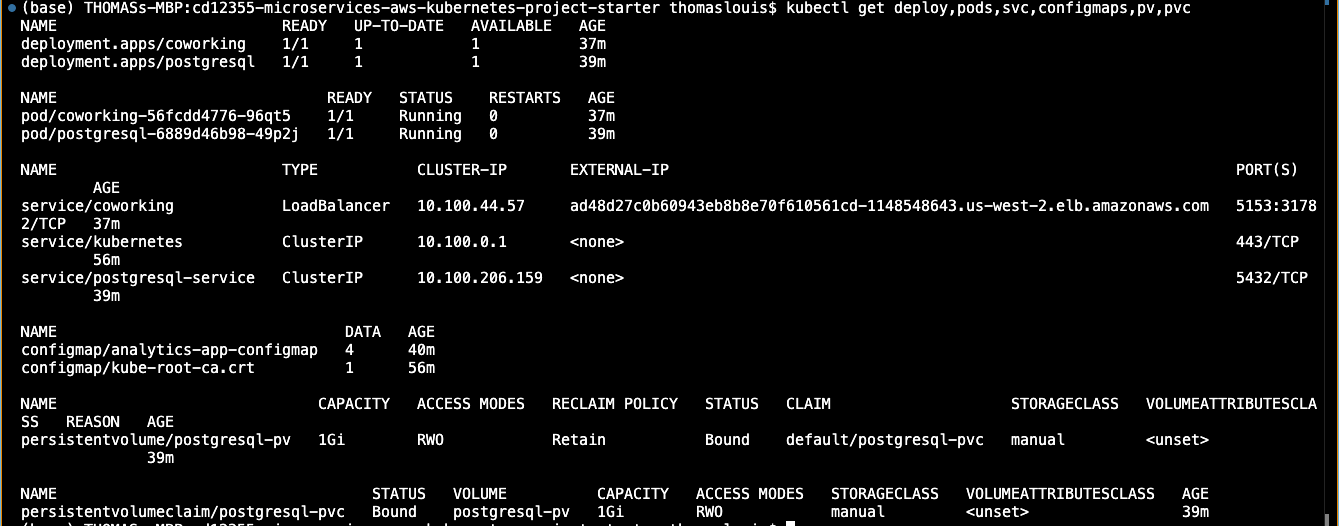 (base) THOMASs-MBP:cd12355-microservices-aws-kubernetes-project-starter thomaslouis$ kubectl get deploy,pods,svc,configmaps,pv,pvc
NAME READY UP-TO-DATE AVAILABLE AGE
deployment.apps/coworking 1/1 1 1 37m
deployment.apps/postgresql 1/1 1 1 39m
NAME READY STATUS RESTARTS AGE
pod/coworking-56fcdd4776-96qt5 1/1 Running 0 37m
pod/postgresql-6889d46b98-49p2j 1/1 Running 0 39m
NAME TYPE CLUSTER-IP EXTERNAL-IP PORT(S)
AGE
service/coworking LoadBalancer 10.100.44.57 ad48d27c0b60943eb8b8e70f610561cd-1148548643.us-west-2.elb.amazonaws.com 5153:3178
2/TCP 37m
service/kubernetes ClusterIP 10.100.0.1 <none> 443/TCP
56m
service/postgresql-service ClusterIP 10.100.206.159 <none> 5432/TCP
39m
NAME DATA AGE
configmap/analytics-app-configmap 4 40m
configmap/kube-root-ca.crt 1 56m
NAME CAPACITY ACCESS MODES RECLAIM POLICY STATUS CLAIM STORAGECLASS VOLUMEATTRIBUTESCLA
SS REASON AGE
persistentvolume/postgresql-pv 1Gi RWO Retain Bound default/postgresql-pvc manual <unset>
39m
NAME STATUS VOLUME CAPACITY ACCESS MODES STORAGECLASS VOLUMEATTRIBUTESCLASS AGE
persistentvolumeclaim/postgresql-pvc Bound postgresql-pv 1Gi RWO manual <unset> 39m